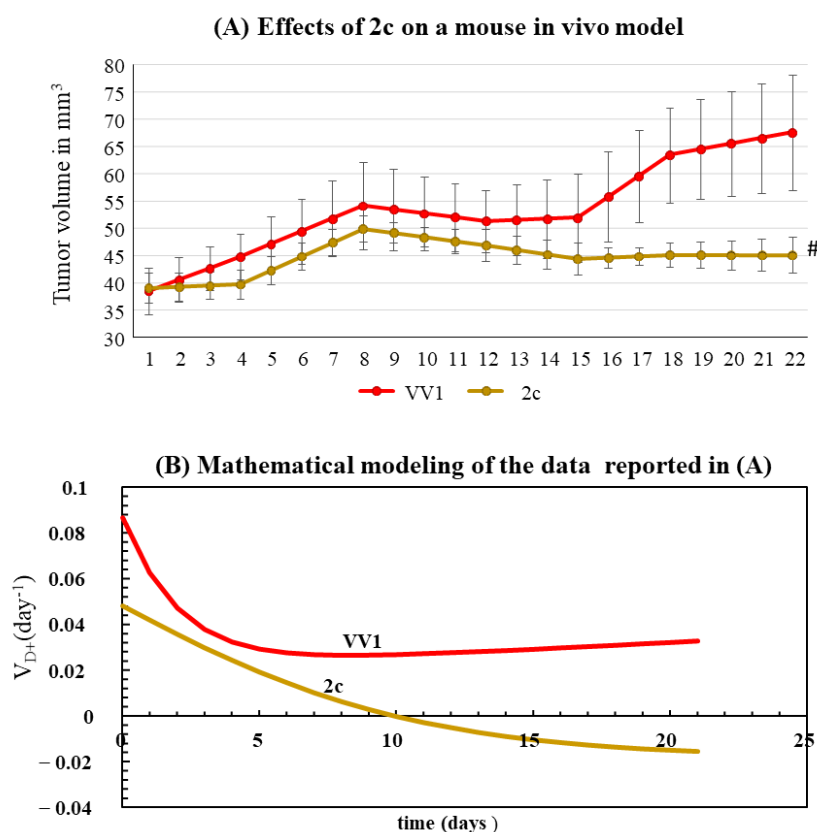 (A) Effects of 2c on a mouse in vivo model
Tumor volume in mm³
80
75
70
65
60
55
50
45
40
35
30
#
1 2 3 4 5 6 7 8 9 10 11 12 13 14 15 16 17 18 19 20 21 22
VV1 2c
(B) Mathematical modeling of the data reported in (A)
V_D+(day⁻¹)
0.1
0.08
0.06
0.04
0.02
0
– 0.02
– 0.04
VV1
2c
0 5 10 15 20 25
time (days )